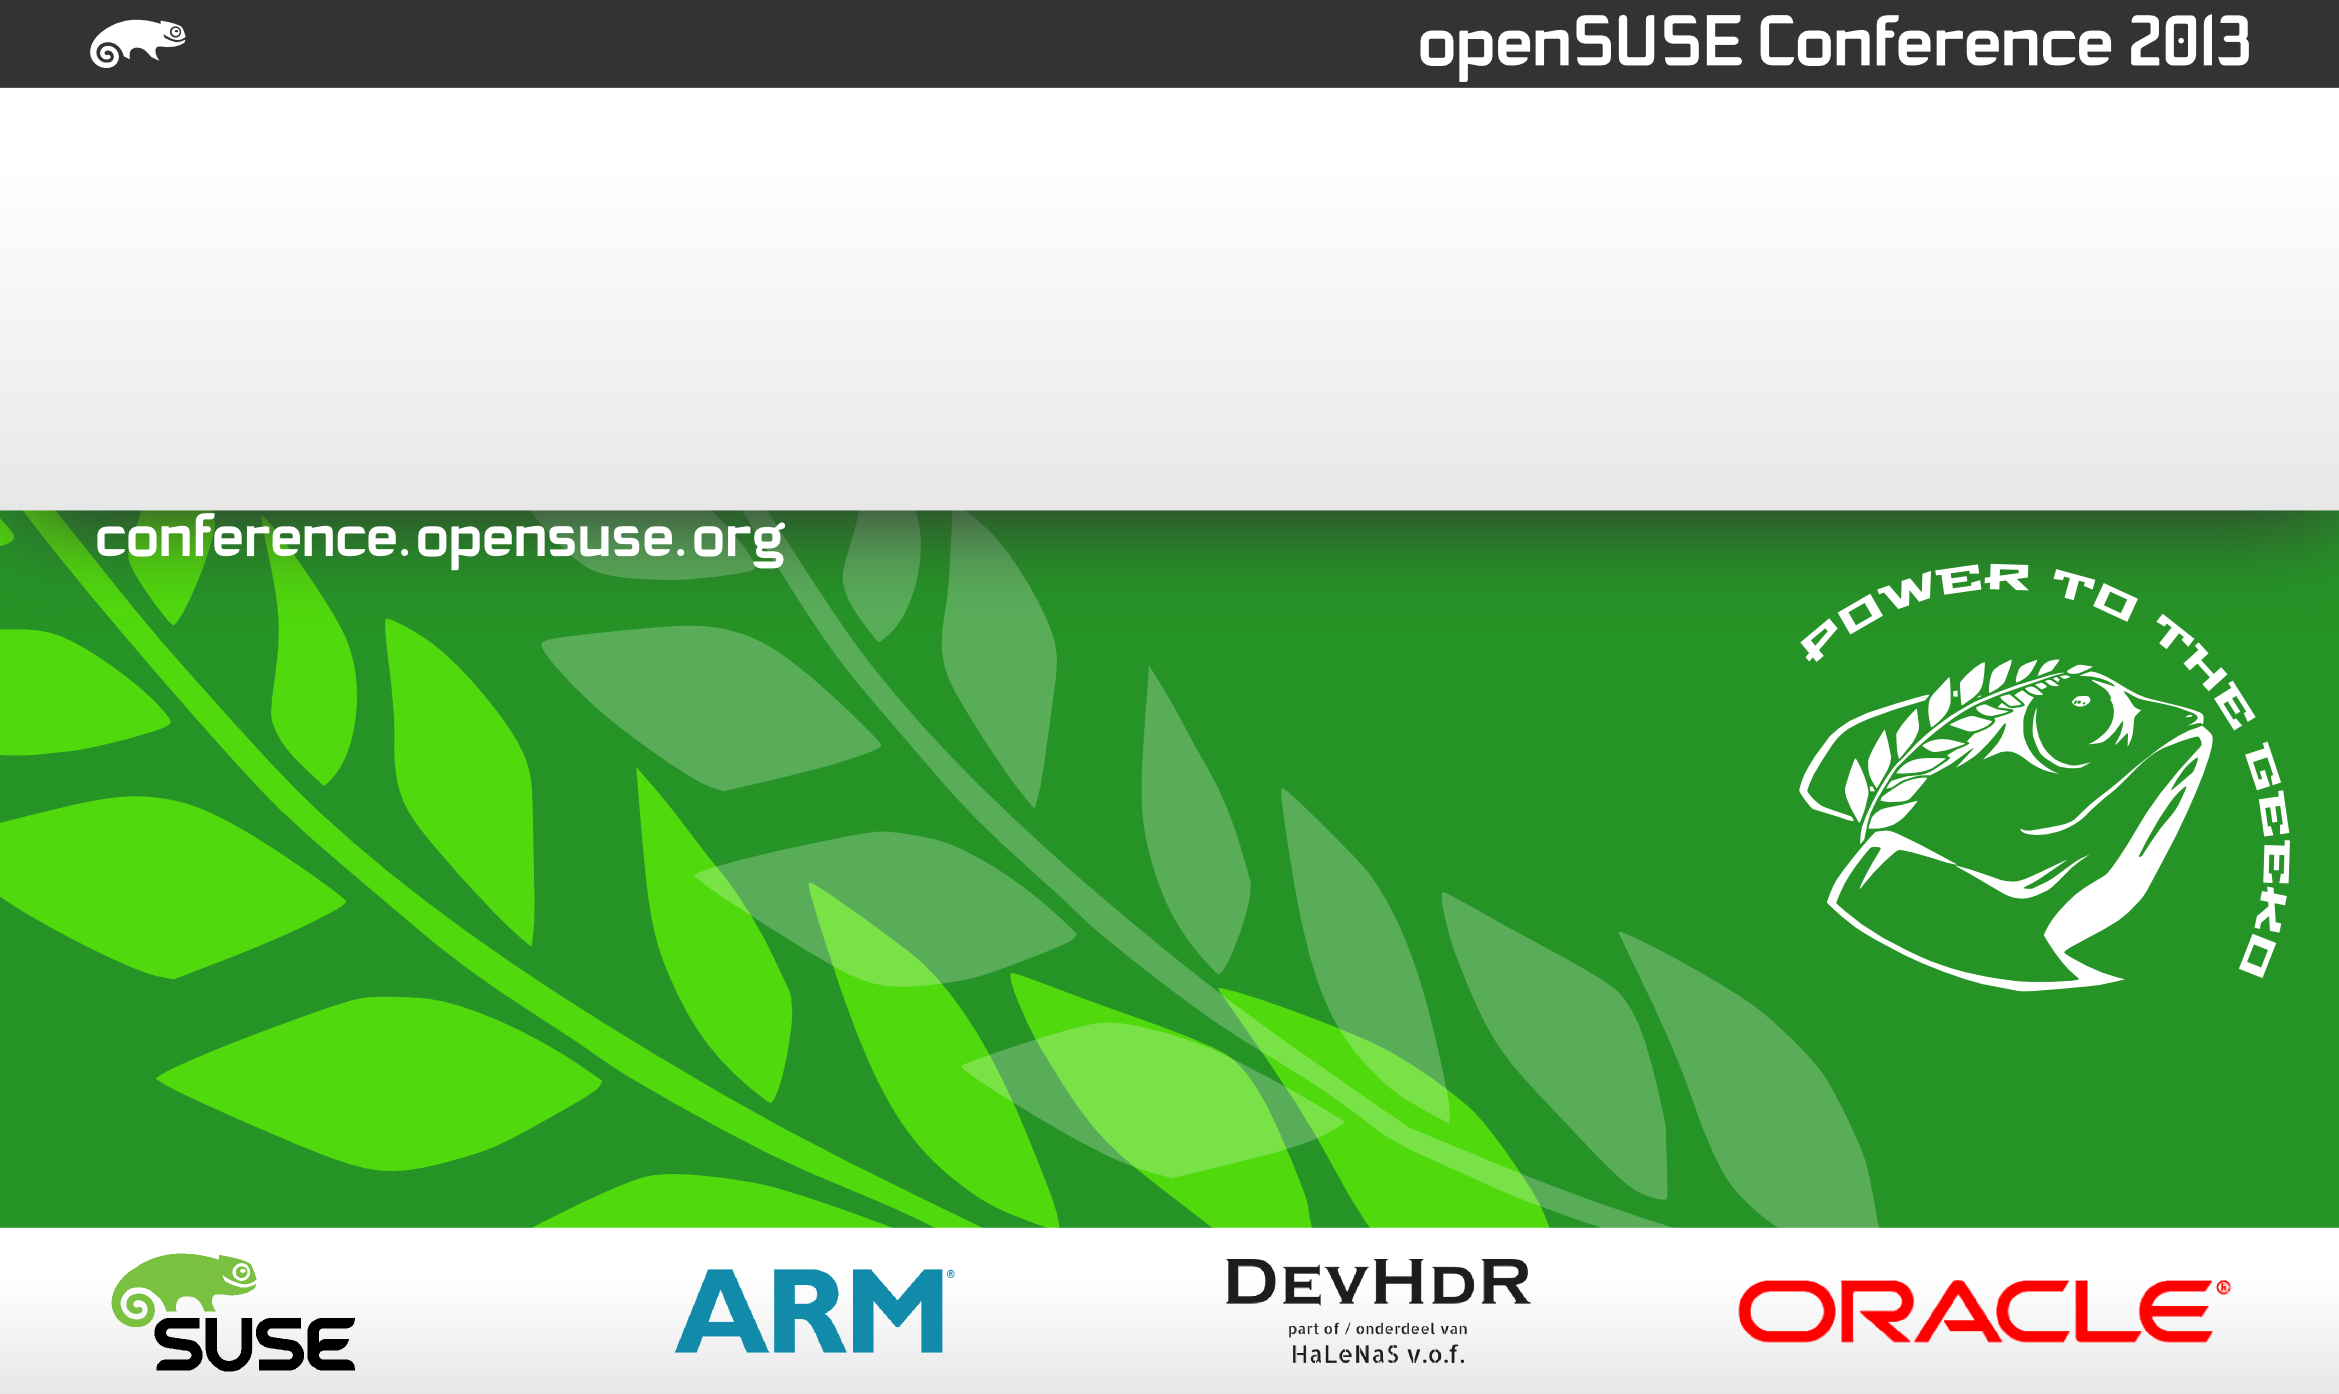 openSUSE Conference 2013
conference.opensuse.org
POWER TO THE GEEKO
SUSE
ARM®
DEVHDR
part of / onderdeel van
HaLeNaS v.o.f.
ORACLE®